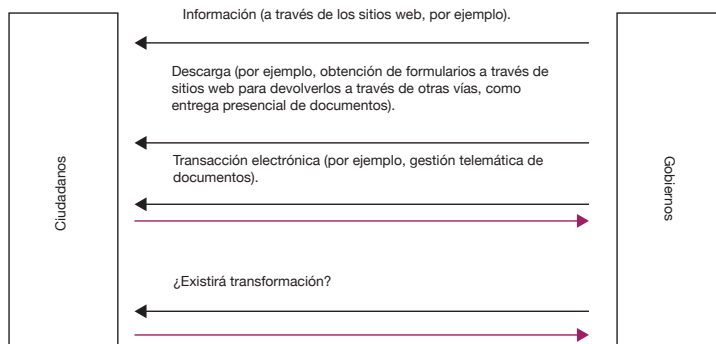 Información (a través de los sitios web, por ejemplo).
Descarga (por ejemplo, obtención de formularios a través de
sitios web para devolverlos a través de otras vías, como
entrega presencial de documentos).
Transacción electrónica (por ejemplo, gestión telemática de
documentos).
¿Existirá transformación?
Ciudadanos
Gobiernos